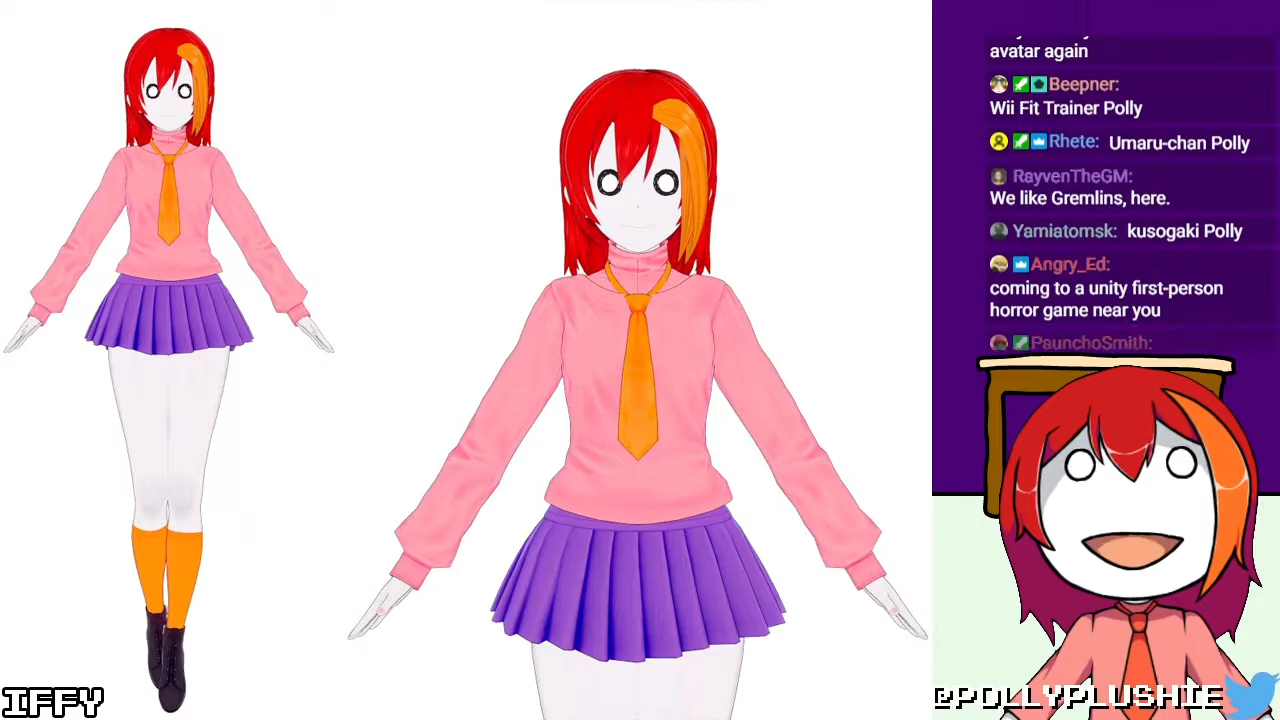 avatar again
Beepner:
Wii Fit Trainer Polly
Rhete: Umaru-chan Polly
RayvenTheGM:
We like Gremlins, here.
Yamiatomsk: kusogaki Polly
Angry_Ed:
coming to a unity first-person
horror game near you
PaunchoSmith:
IFFY
@POLLYPLUSHIE